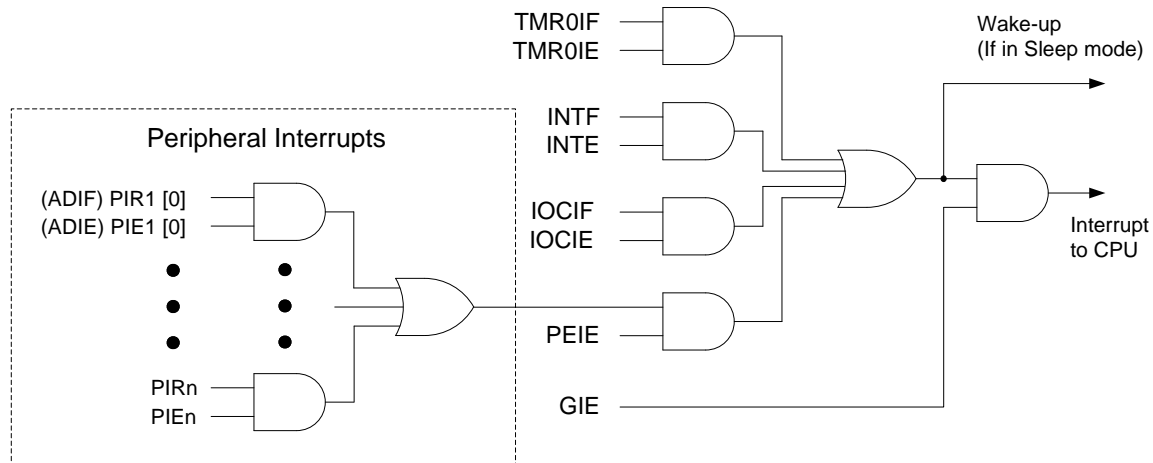 TMR0IF
TMR0IE
Wake-up
(If in Sleep mode)
INTF
INTE
Peripheral Interrupts
(ADIF) PIR1 [0]
(ADIE) PIE1 [0]
IOCIF
IOCIE
Interrupt
to CPU
PEIE
PIRn
PIEn
GIE